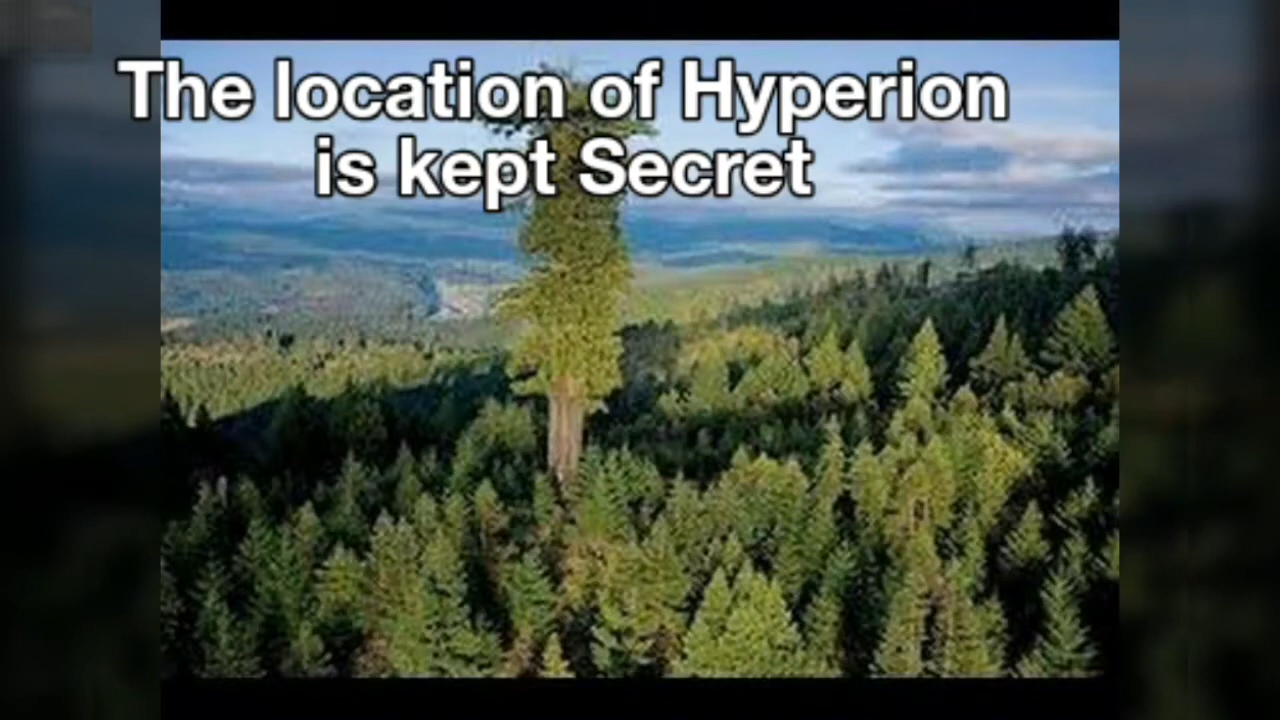 The location of Hyperion
is kept Secret